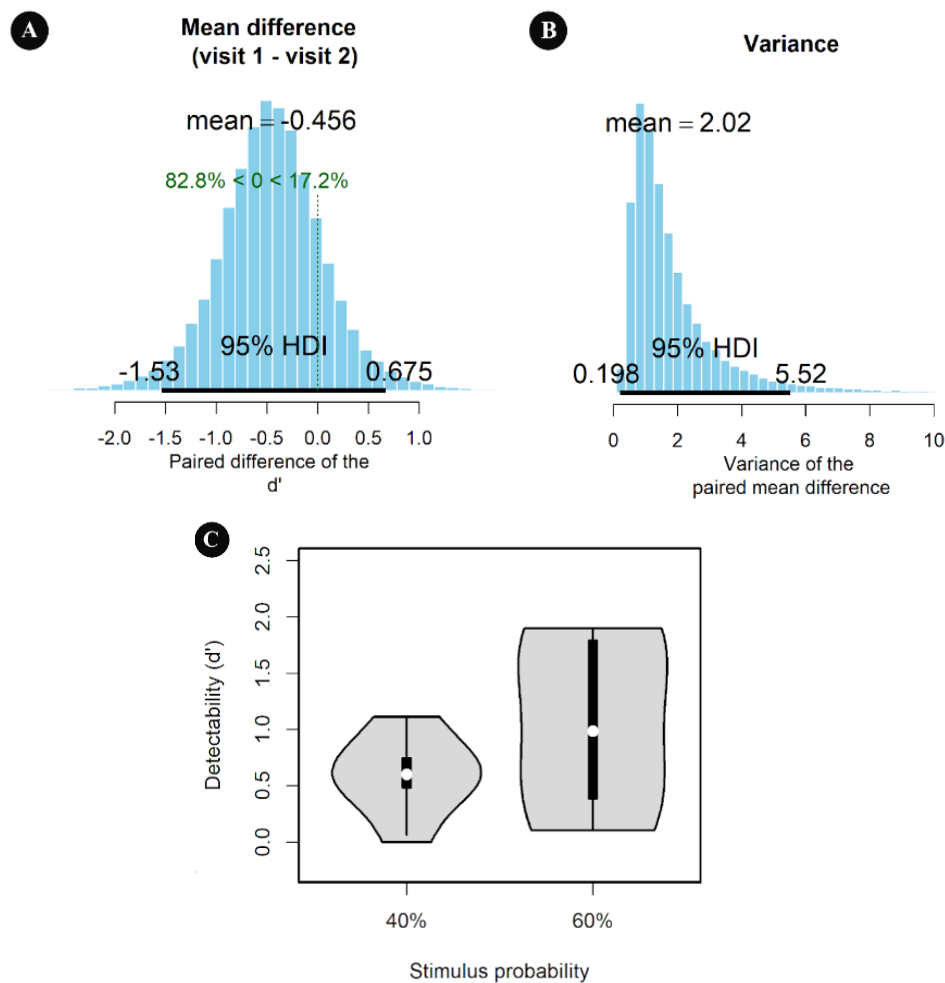 A
Mean difference
(visit 1 - visit 2)
mean = -0.456
82.8% < 0 < 17.2%
95% HDI
-1.53
0.675
-2.0 -1.5 -1.0 -0.5 0.0 0.5 1.0
Paired difference of the
d'
B
Variance
mean = 2.02
95% HDI
0.198
5.52
0 2 4 6 8 10
Variance of the
paired mean difference
C
Detectability (d')
2.5
2.0
1.5
1.0
0.5
0.0
40% 60%
Stimulus probability